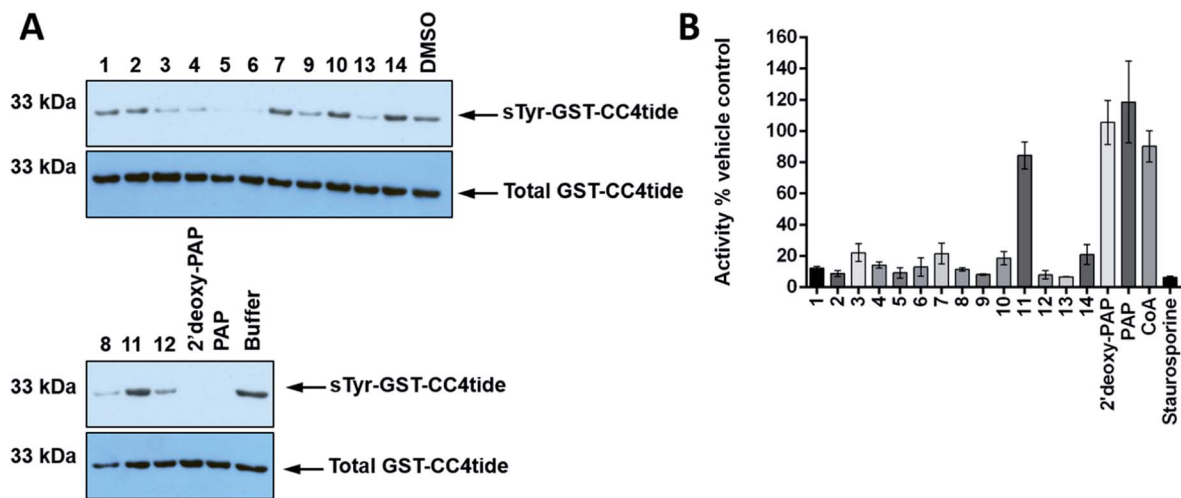 A
1 2 3 4 5 6 7 9 10 13 14 DMSO
33 kDa
sTyr-GST-CC4tide
33 kDa
Total GST-CC4tide
8 11 12 2'deoxy-PAP PAP Buffer
33 kDa
sTyr-GST-CC4tide
33 kDa
Total GST-CC4tide
B
Activity % vehicle control
160
140
120
100
80
60
40
20
0
1 2 3 4 5 6 7 8 9 10 11 12 13 14 2'deoxy-PAP PAP CoA Staurosporine